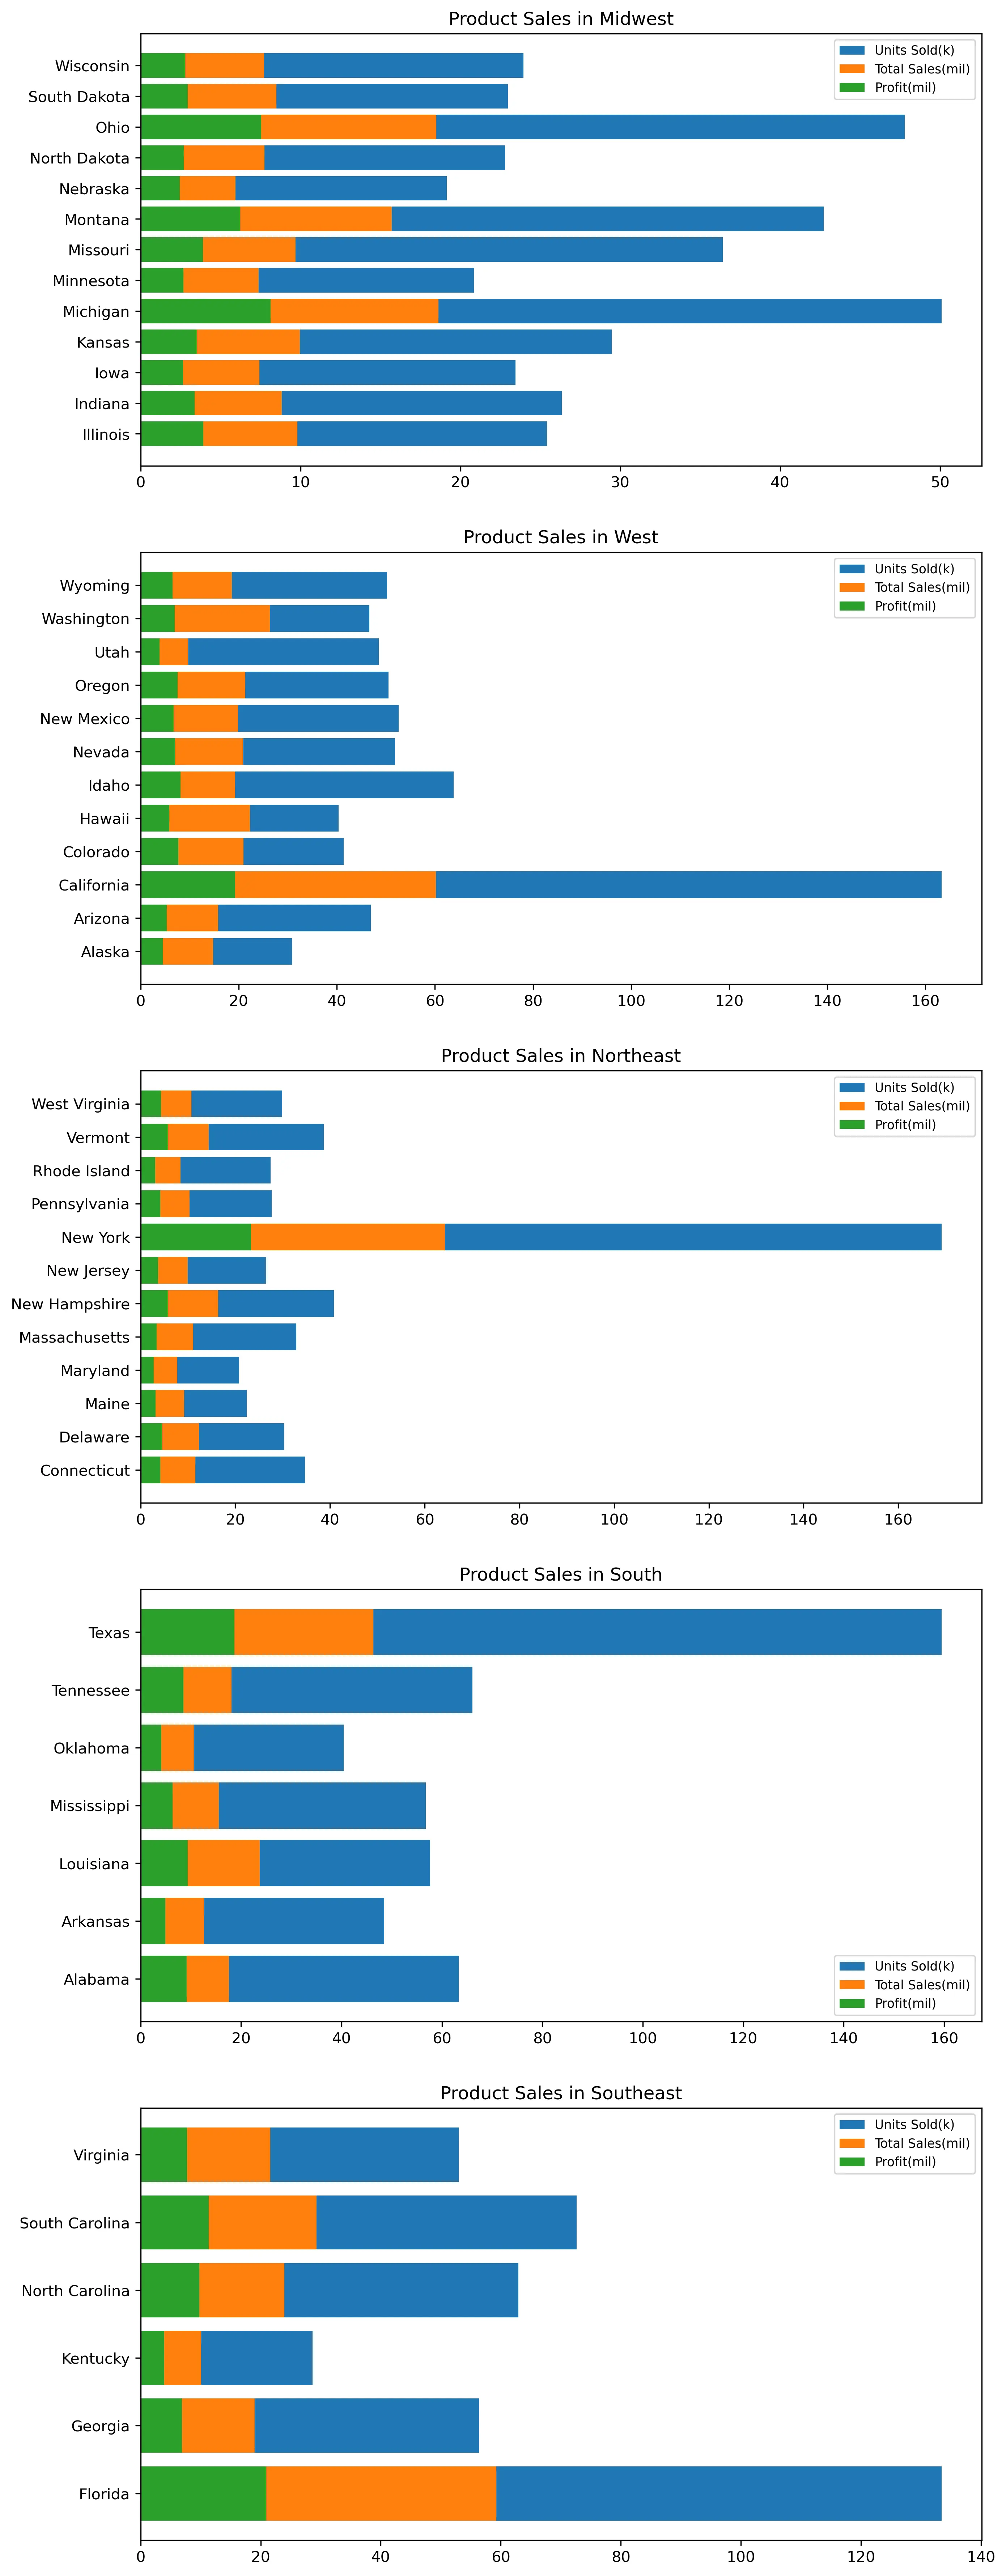 Product Sales in Midwest
Units Sold(k)
Total Sales(mil)
Profit(mil)
Wisconsin
South Dakota
Ohio
North Dakota
Nebraska
Montana
Missouri
Minnesota
Michigan
Kansas
Iowa
Indiana
Illinois
0 10 20 30 40 50
Product Sales in West
Units Sold(k)
Total Sales(mil)
Profit(mil)
Wyoming
Washington
Utah
Oregon
New Mexico
Nevada
Idaho
Hawaii
Colorado
California
Arizona
Alaska
0 20 40 60 80 100 120 140 160
Product Sales in Northeast
Units Sold(k)
Total Sales(mil)
Profit(mil)
West Virginia
Vermont
Rhode Island
Pennsylvania
New York
New Jersey
New Hampshire
Massachusetts
Maryland
Maine
Delaware
Connecticut
0 20 40 60 80 100 120 140 160
Product Sales in South
Texas
Tennessee
Oklahoma
Mississippi
Louisiana
Arkansas
Alabama
Units Sold(k)
Total Sales(mil)
Profit(mil)
0 20 40 60 80 100 120 140 160
Product Sales in Southeast
Units Sold(k)
Total Sales(mil)
Profit(mil)
Virginia
South Carolina
North Carolina
Kentucky
Georgia
Florida
0 20 40 60 80 100 120 140